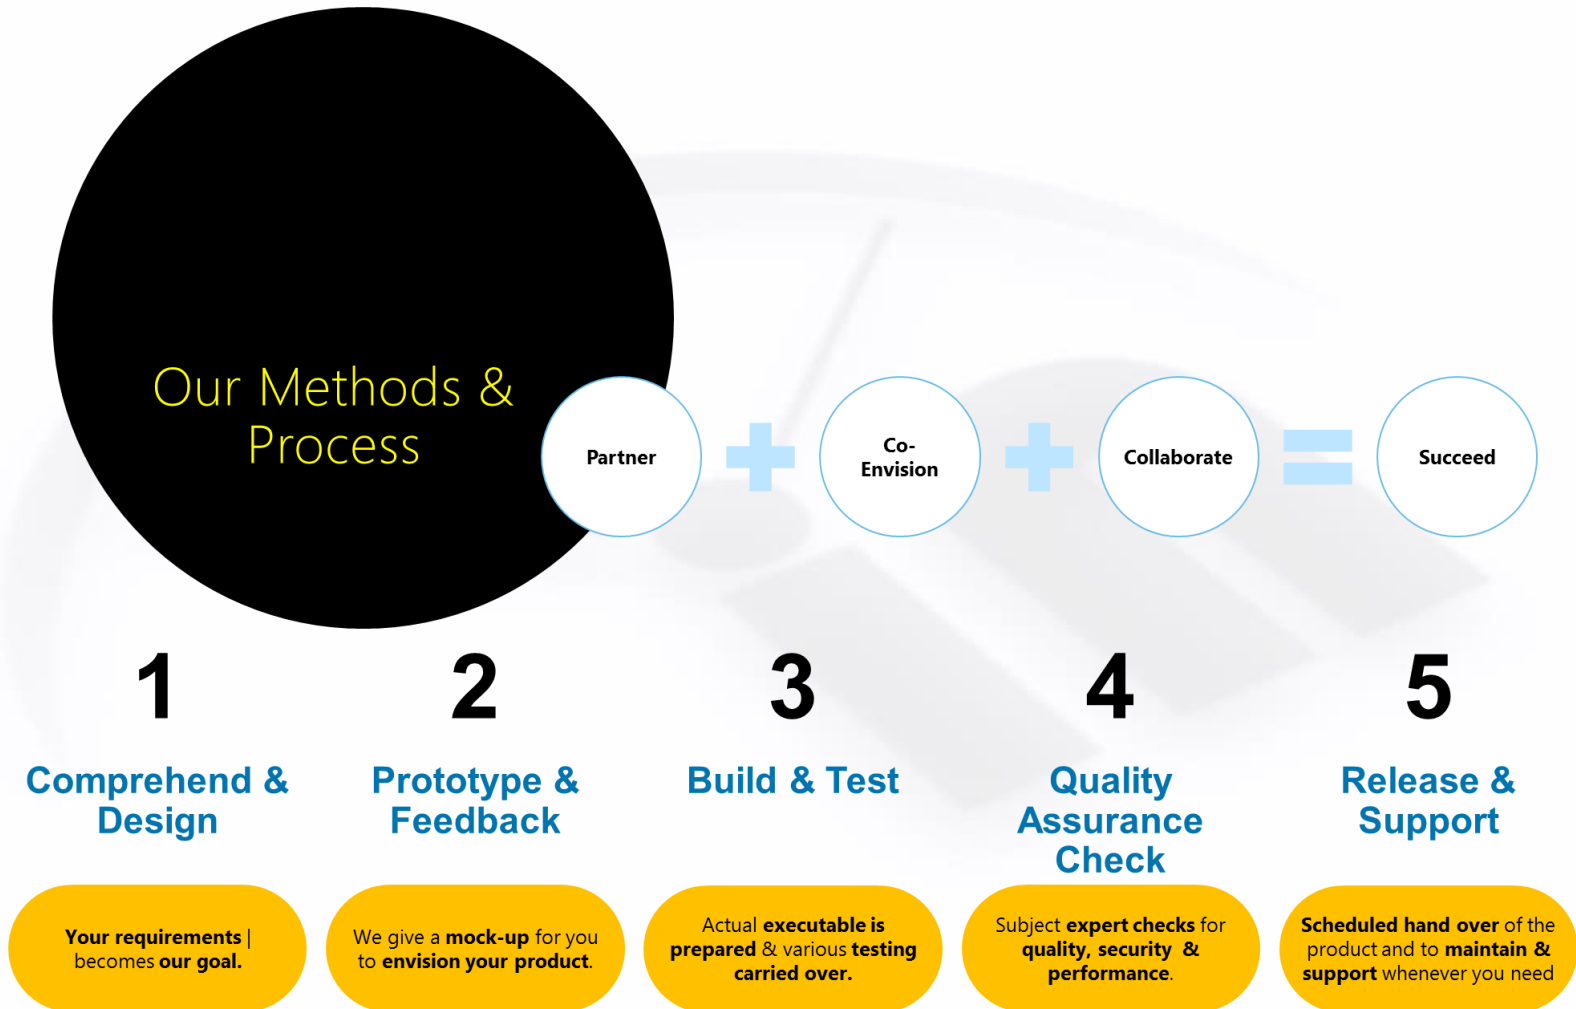 Our Methods &
Process
Partner
Co-
Envision
Collaborate
Succeed
1
Comprehend &
Design
Your requirements |
becomes our goal.
2
Prototype &
Feedback
We give a mock-up for you
to envision your product.
3
Build & Test
Actual executable is
prepared & various testing
carried over.
4
Quality
Assurance
Check
Subject expert checks for
quality, security &
performance.
5
Release &
Support
Scheduled hand over of the
product and to maintain &
support whenever you need